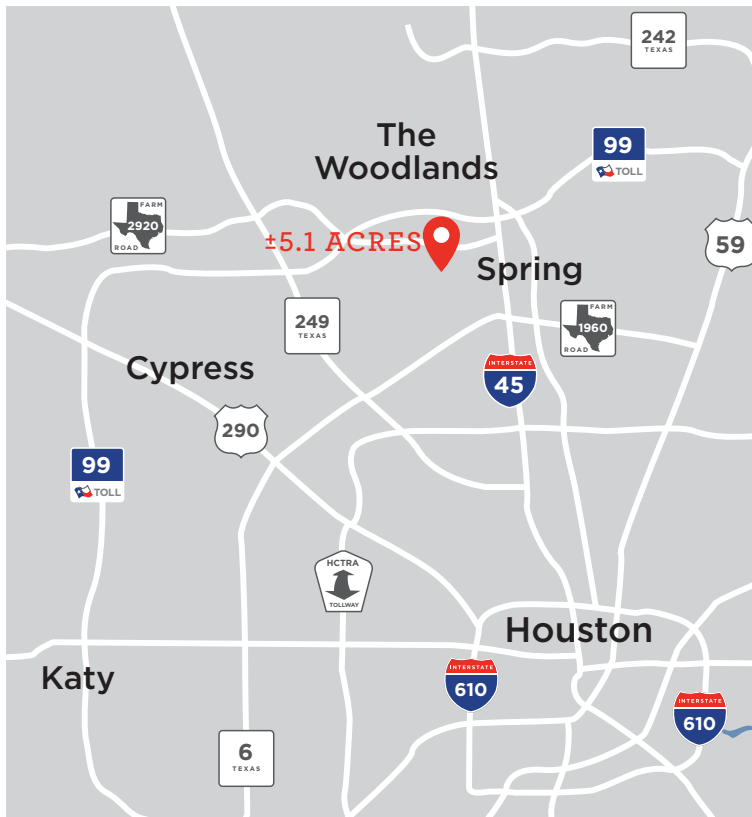 242
TEXAS
The
Woodlands
99
TOLL
FARM
2920
ROAD
±5.1 ACRES
59
Spring
249
TEXAS
FARM
1960
ROAD
Cypress
INTERSTATE
45
290
99
TOLL
HCTRA
TOLLWAY
Houston
Katy
INTERSTATE
610
INTERSTATE
610
6
TEXAS